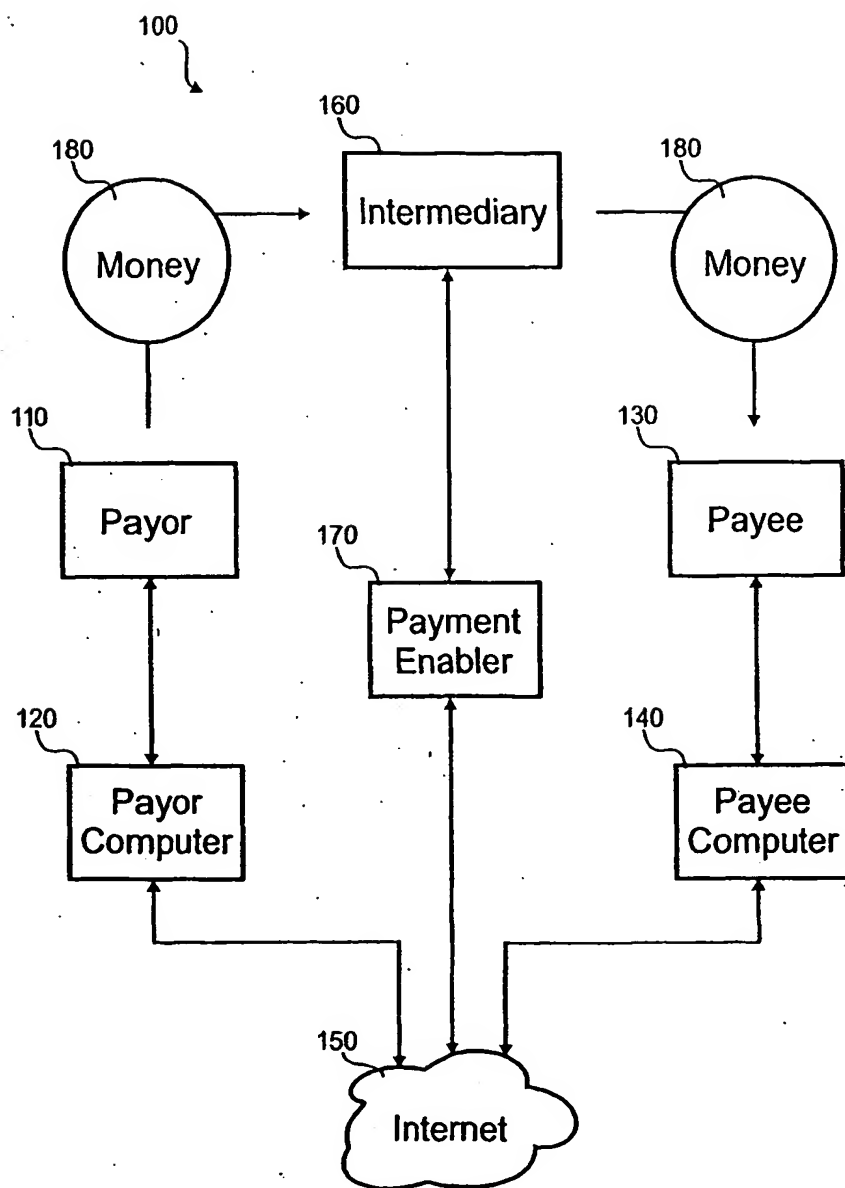 100
160
180
180
Intermediary
Money
Money
110
130
Payor
Payee
170
Payment
Enabler
120
140
Payor
Computer
Payee
Computer
150
Internet